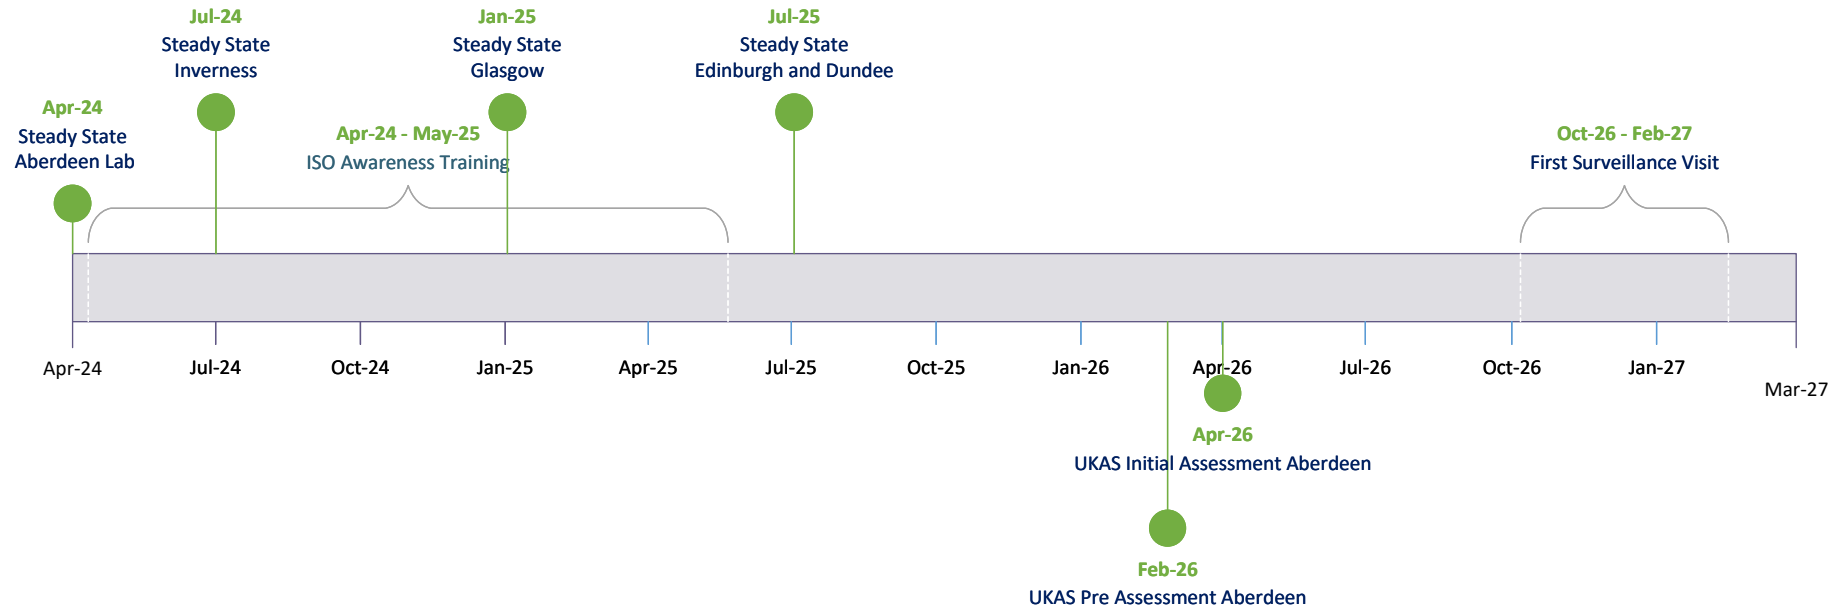 Jul-24
Steady State
Inverness
Jan-25
Steady State
Glasgow
Jul-25
Steady State
Edinburgh and Dundee
Apr-24
Steady State
Aberdeen Lab
Apr-24 - May-25
ISO Awareness Training
Oct-26 - Feb-27
First Surveillance Visit
Apr-24
Jul-24
Oct-24
Jan-25
Apr-25
Jul-25
Oct-25
Jan-26
Apr-26
Jul-26
Oct-26
Jan-27
Mar-27
Apr-26
UKAS Initial Assessment Aberdeen
Feb-26
UKAS Pre Assessment Aberdeen